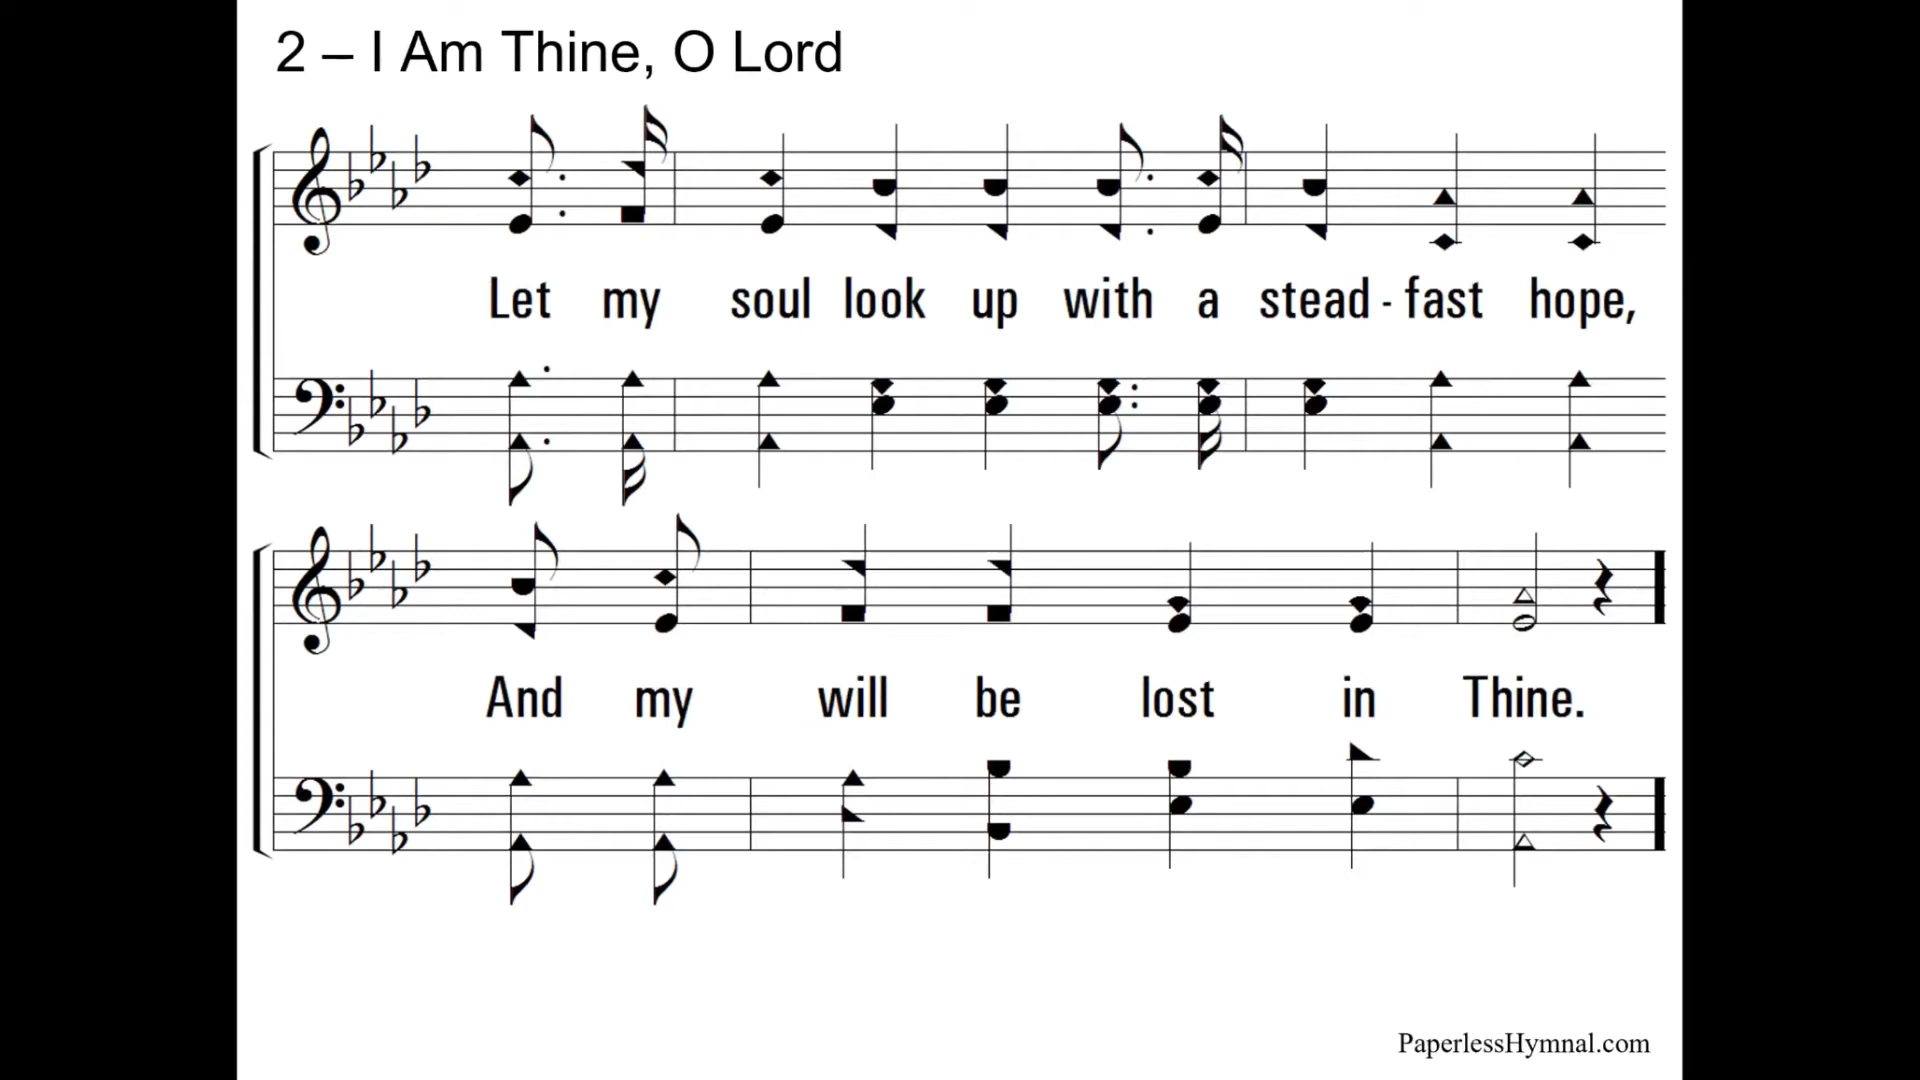 2 – I Am Thine, O Lord
Let my soul look up with a stead - fast hope,
And my will be lost in Thine.
PaperlessHymnal.com